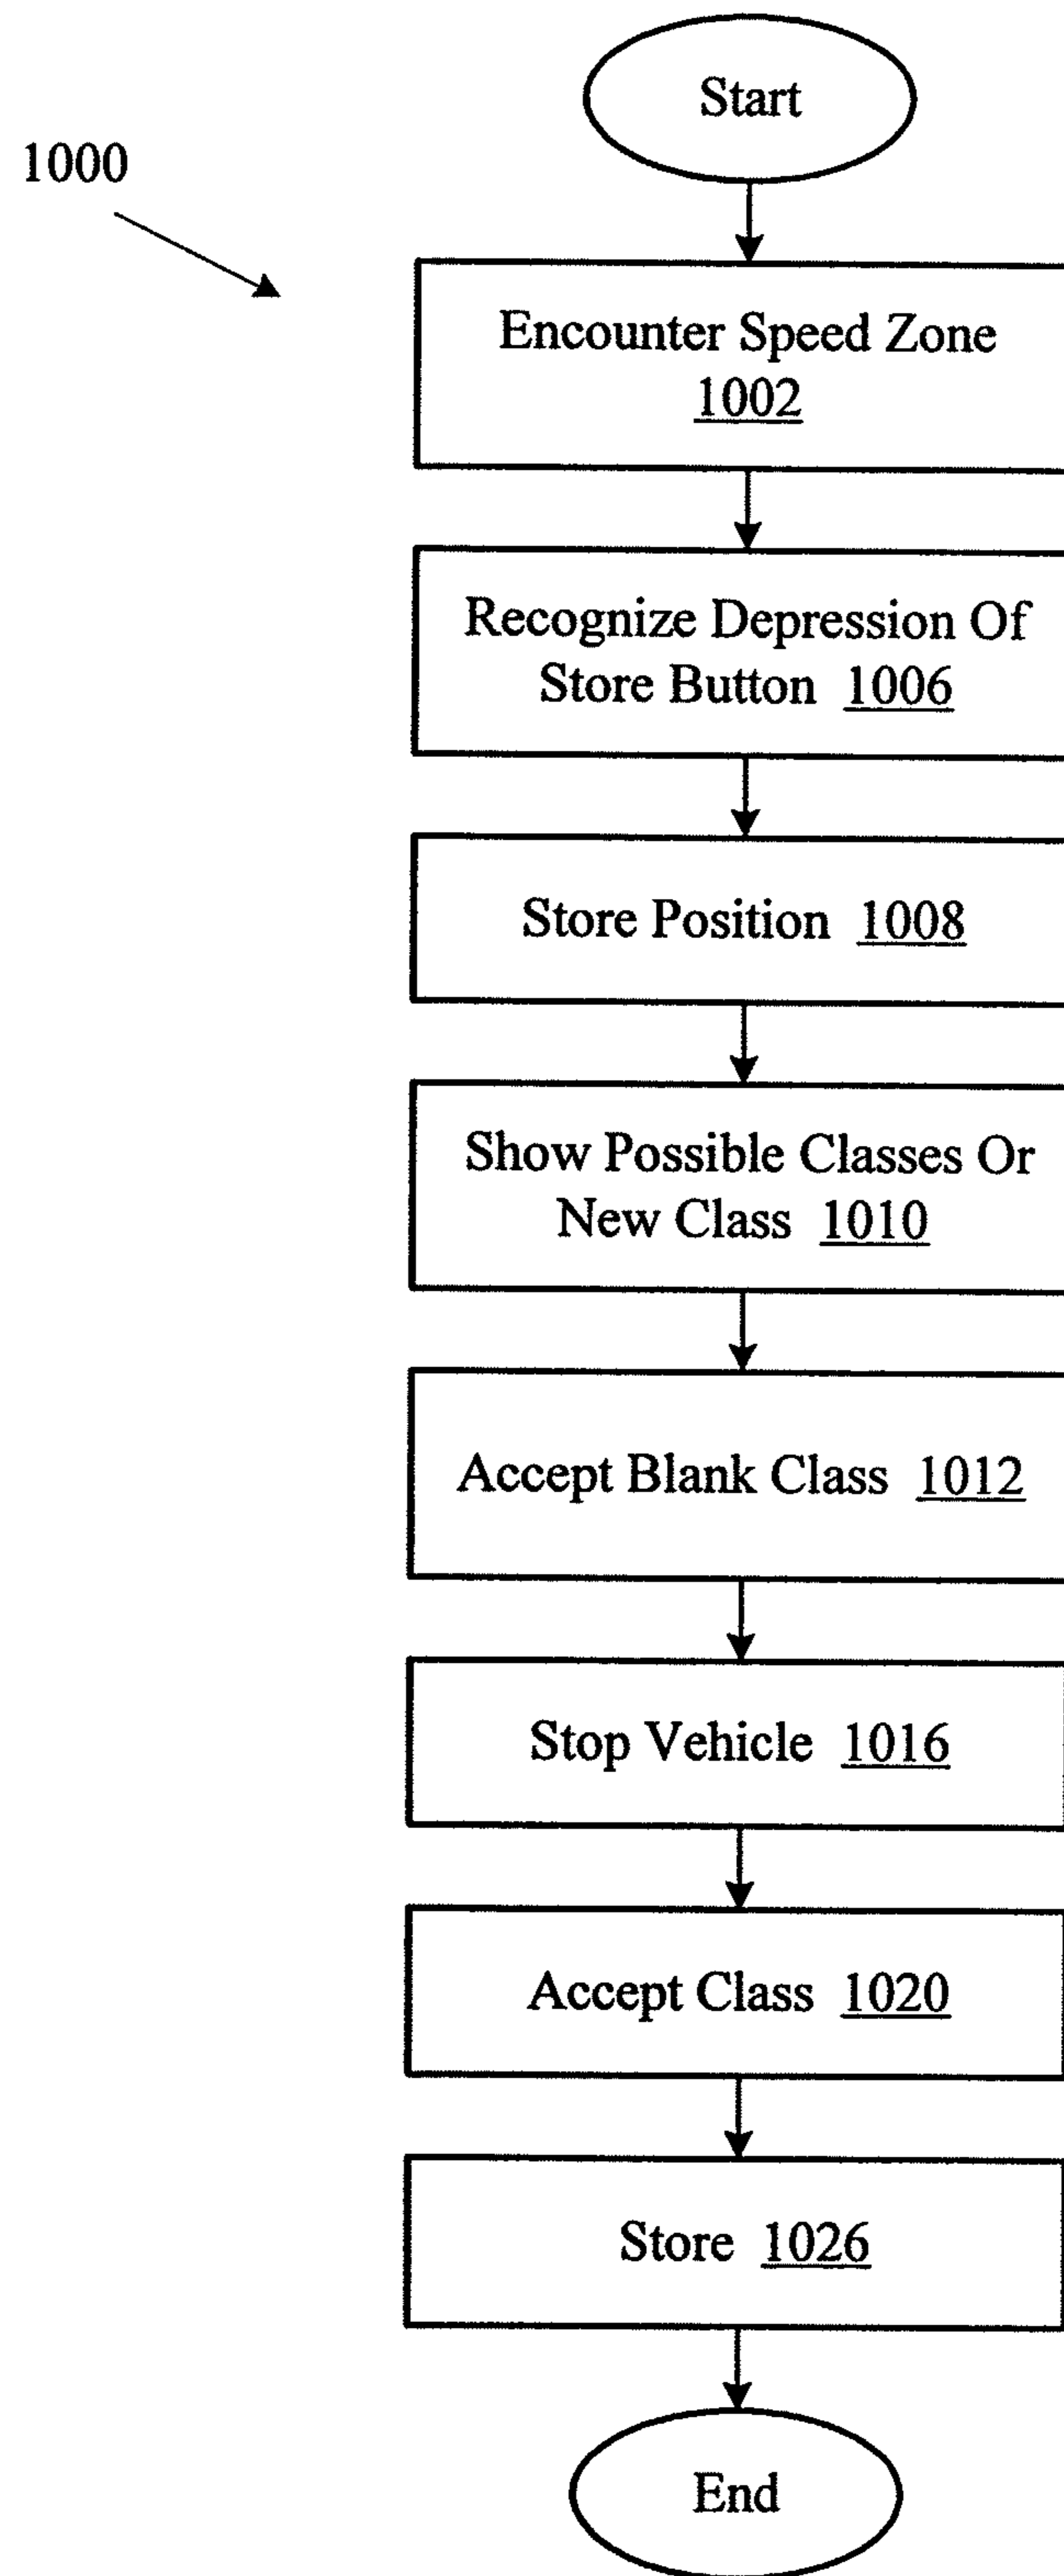 Start
1000
Encounter Speed Zone
1002
Recognize Depression Of
Store Button 1006
Store Position 1008
Show Possible Classes Or
New Class 1010
Accept Blank Class 1012
Stop Vehicle 1016
Accept Class 1020
Store 1026
End